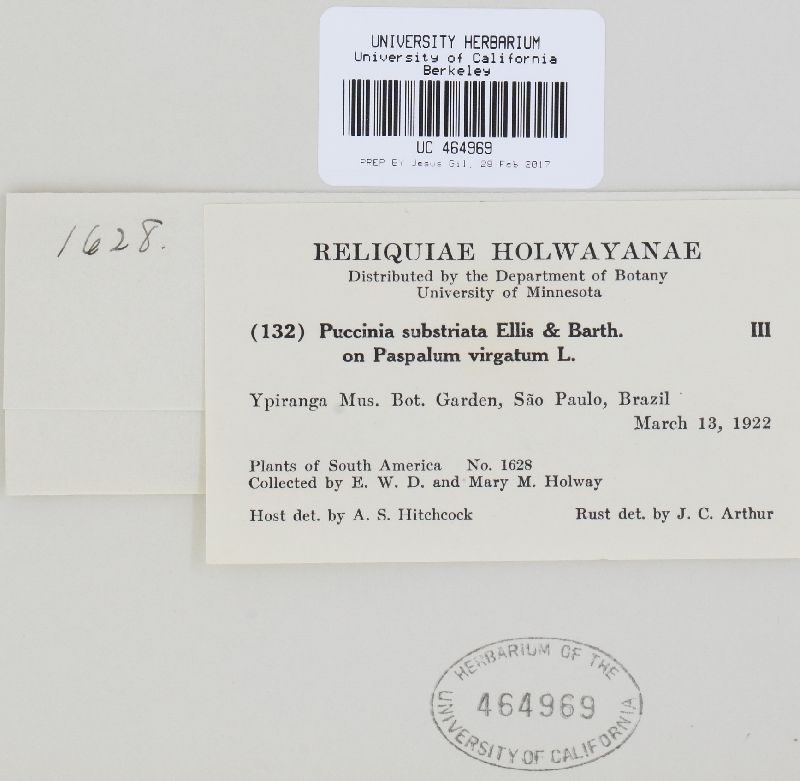 UNIVERSITY HERBARIUM
University of California
Berkeley
UC 464969
PREP BY Jesus Gil, 28 Feb 2017
1628.
RELIQUIAE HOLWAYANAE
Distributed by the Department of Botany
University of Minnesota
(132) Puccinia substriata Ellis & Barth. III
on Paspalum virgatum L.
Ypiranga Mus. Bot. Garden, São Paulo, Brazil
March 13, 1922
Plants of South America No. 1628
Collected by E. W. D. and Mary M. Holway
Host det. by A. S. Hitchcock Rust det. by J. C. Arthur
HERBARIUM OF THE
464969
UNIVERSITY OF CALIFORNIA